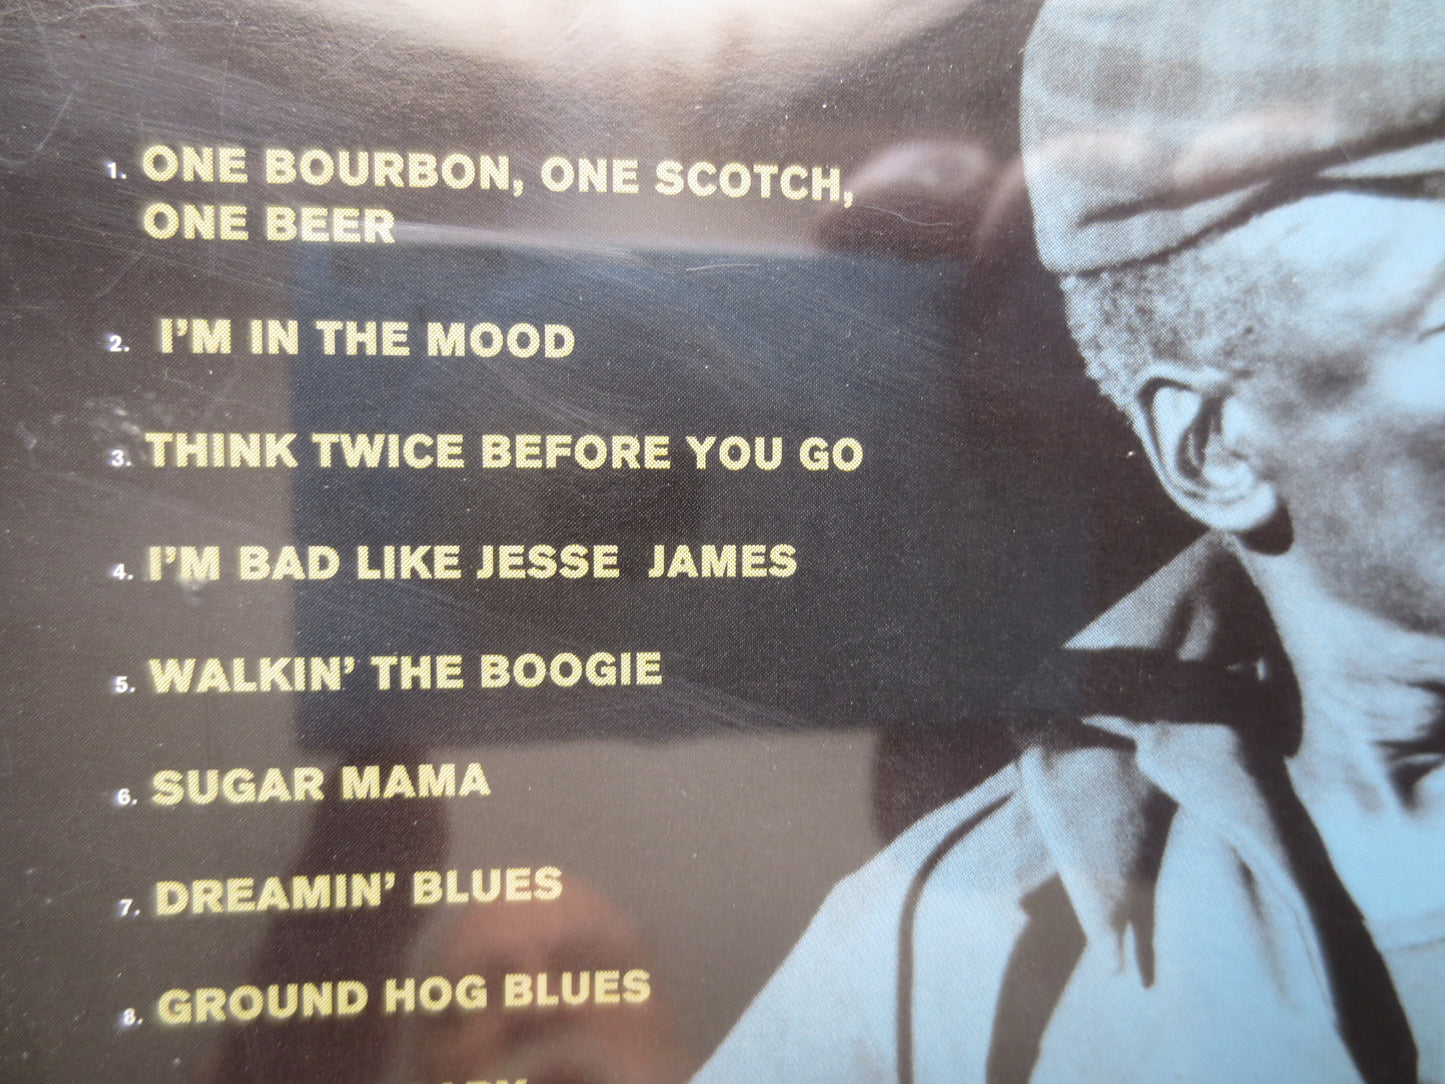 1. ONE BOURBON, ONE SCOTCH,
ONE BEER
2. I'M IN THE MOOD
3. THINK TWICE BEFORE YOU GO
4. I'M BAD LIKE JESSE JAMES
5. WALKIN' THE BOOGIE
6. SUGAR MAMA
7. DREAMIN' BLUES
8. GROUND HOG BLUES